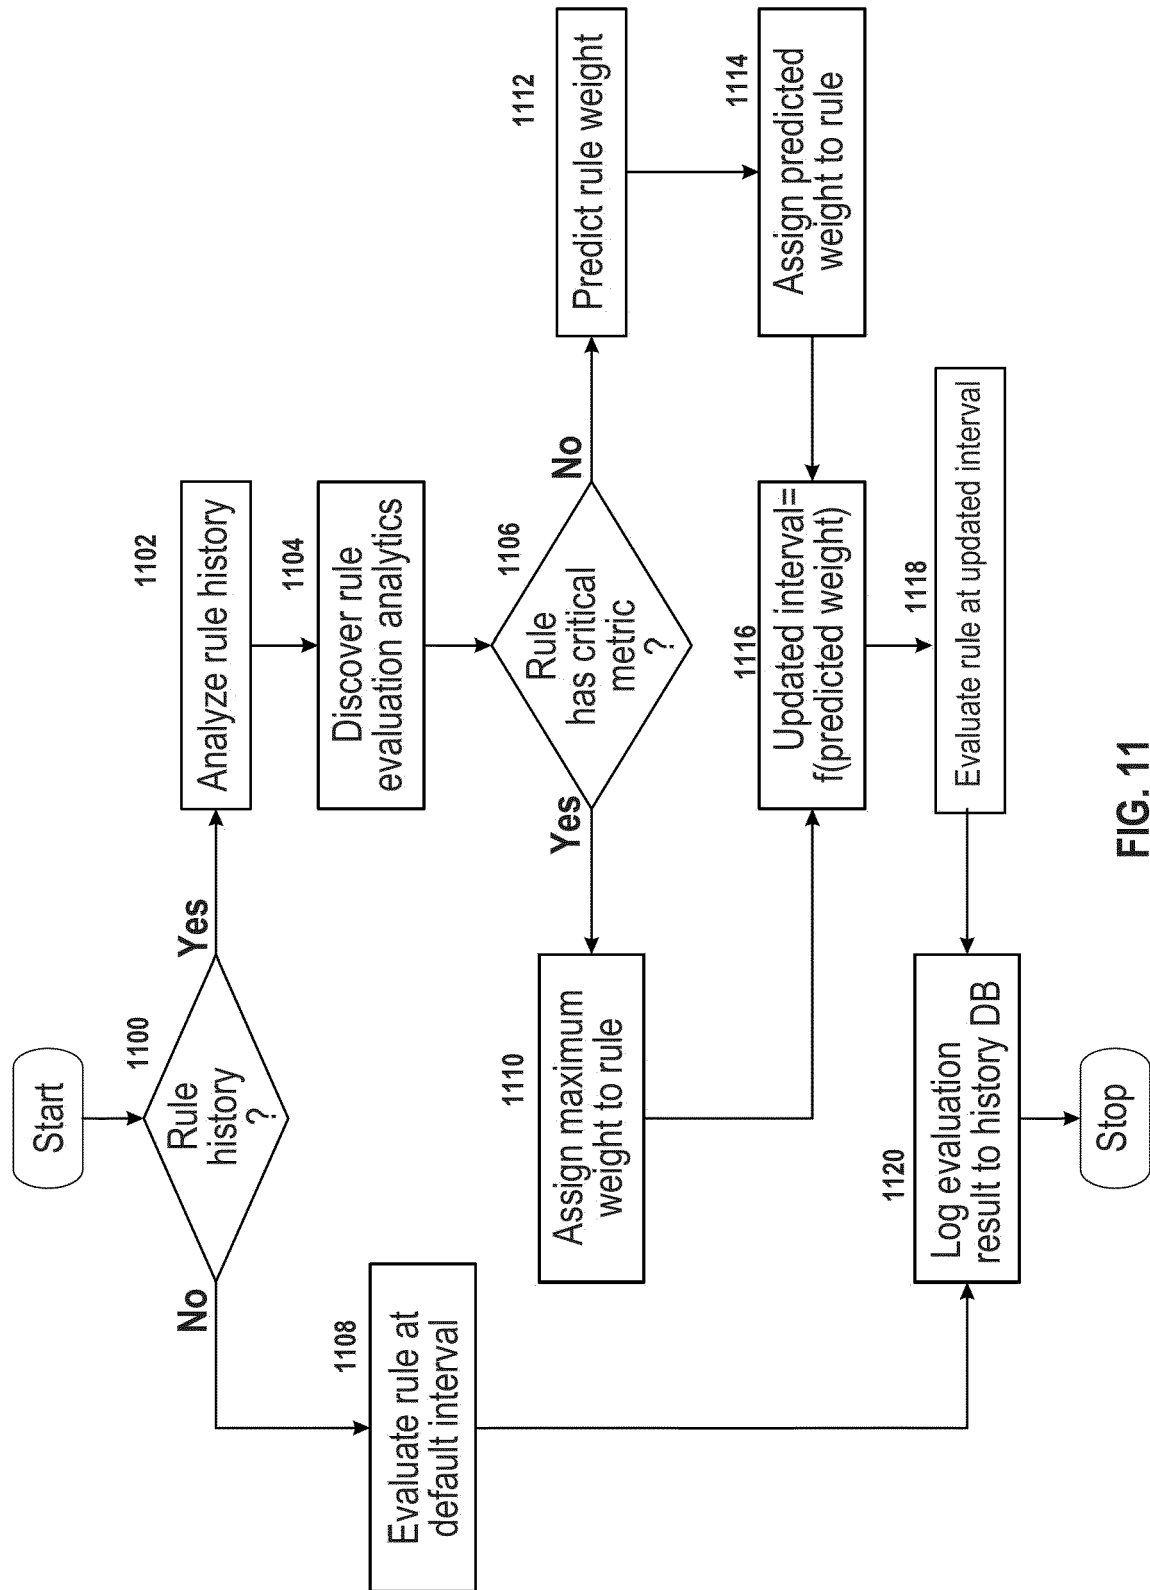 Start
1100
Rule
history
?
Yes
No
1102
Analyze rule history
1104
Discover rule
evaluation analytics
1106
Rule
has critical
metric
?
Yes
No
1108
Evaluate rule at
default interval
1110
Assign maximum
weight to rule
1112
Predict rule weight
1114
Assign predicted
weight to rule
1116
Updated interval=
f(predicted weight)
1118
Evaluate rule at updated interval
1120
Log evaluation
result to history DB
Stop
FIG. 11